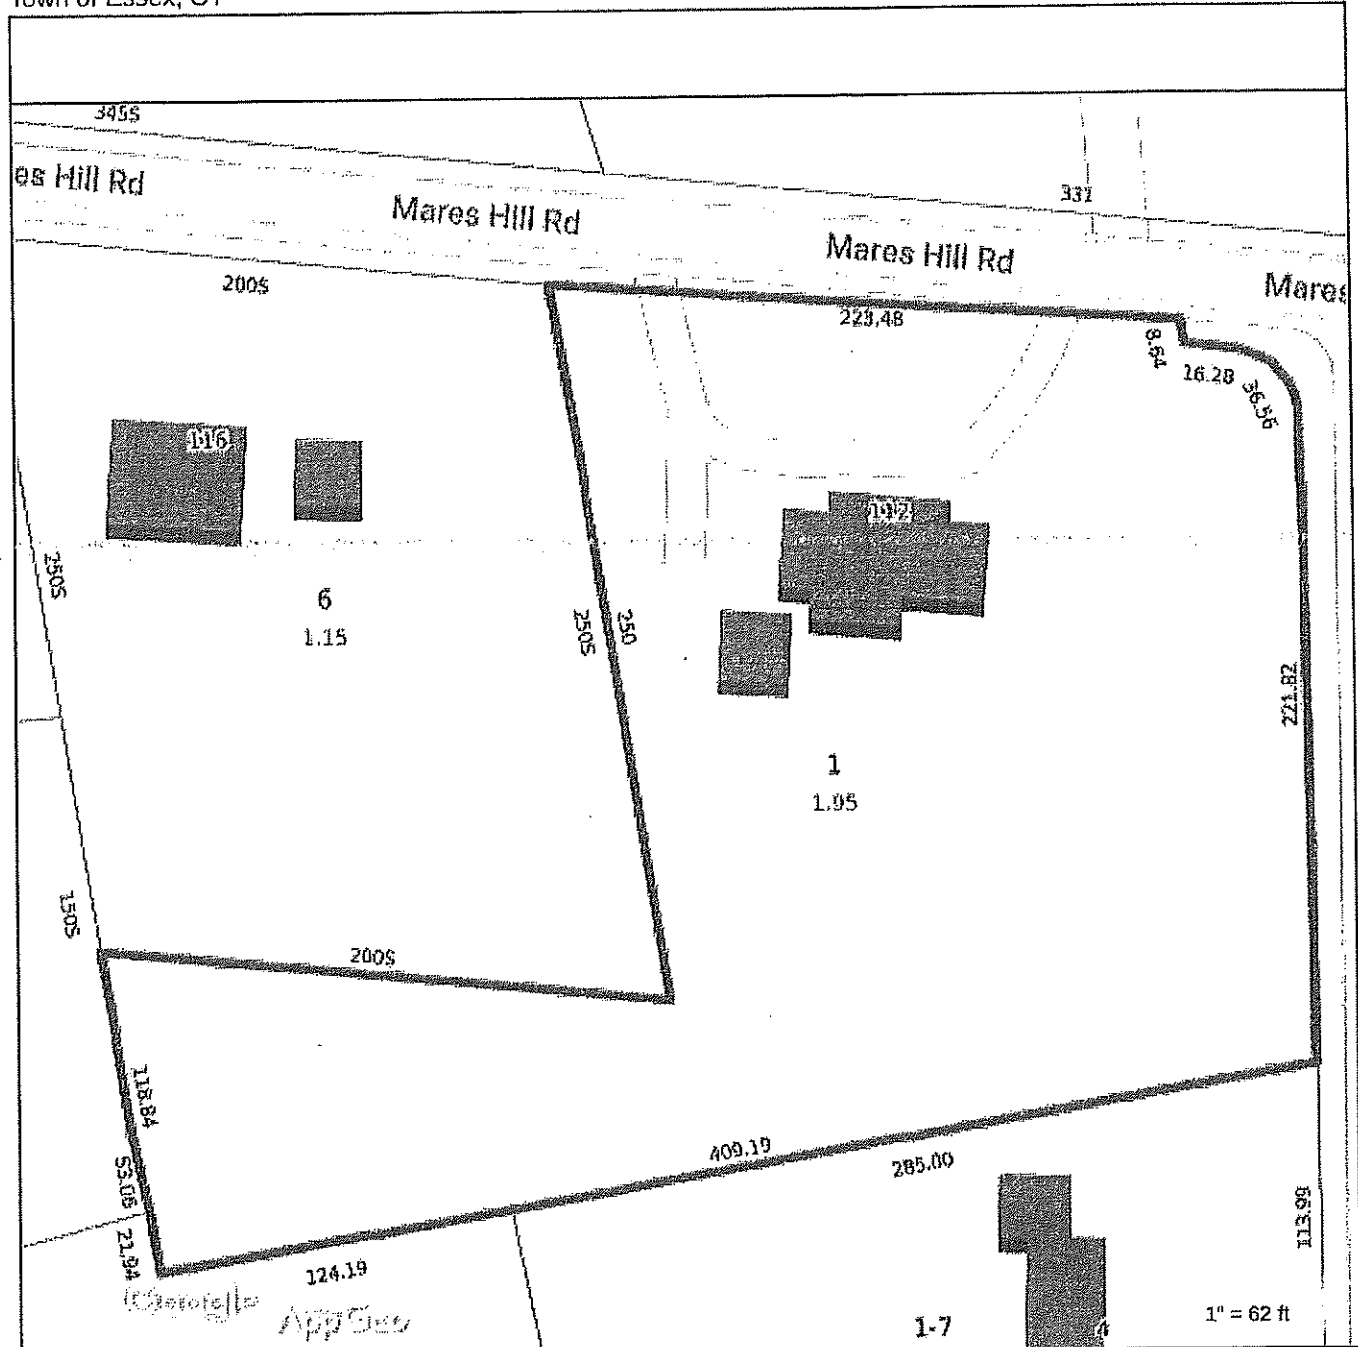 Town of Essex, CT
345S
es Hill Rd
Mares Hill Rd
331
Mares Hill Rd
Mares
200S
223.48
8.64
16.28
36.56
116
112
250S
6
1.15
250S
250
221.82
1
1.95
150S
200S
118.84
53.06
21.94
409.19
285.00
124.19
113.99
Google
AppGeo
1-7
4
1" = 62 ft